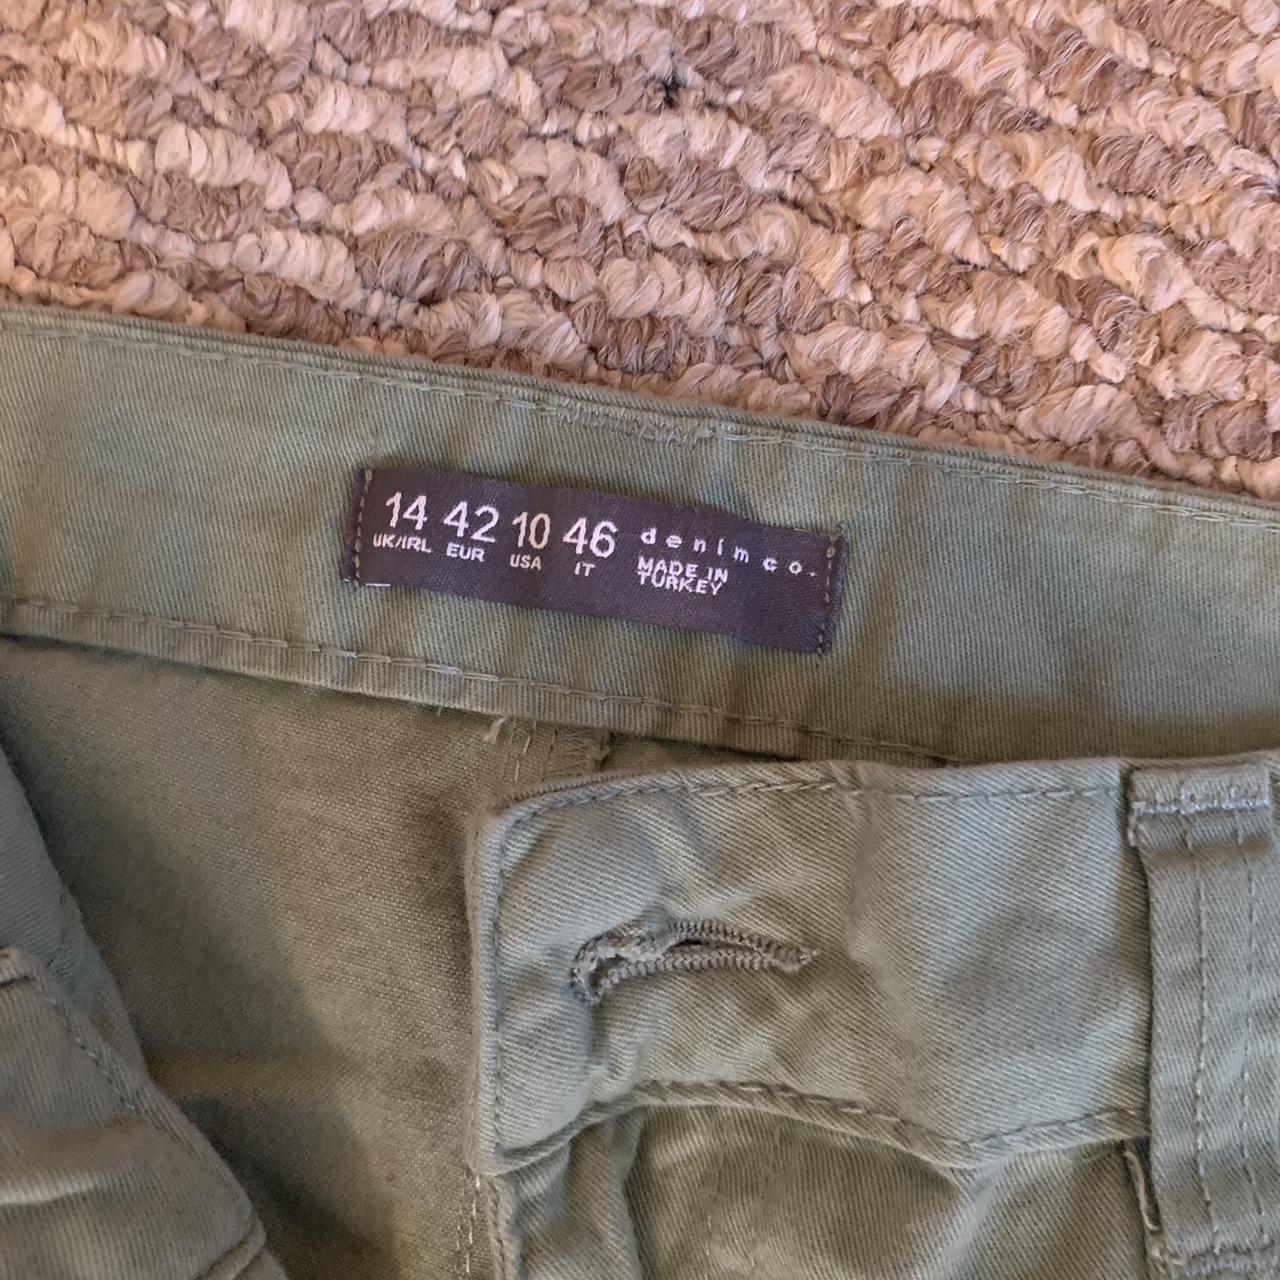 14 42 10 46 denim co.
UK/IRL EUR USA IT MADE IN
TURKEY